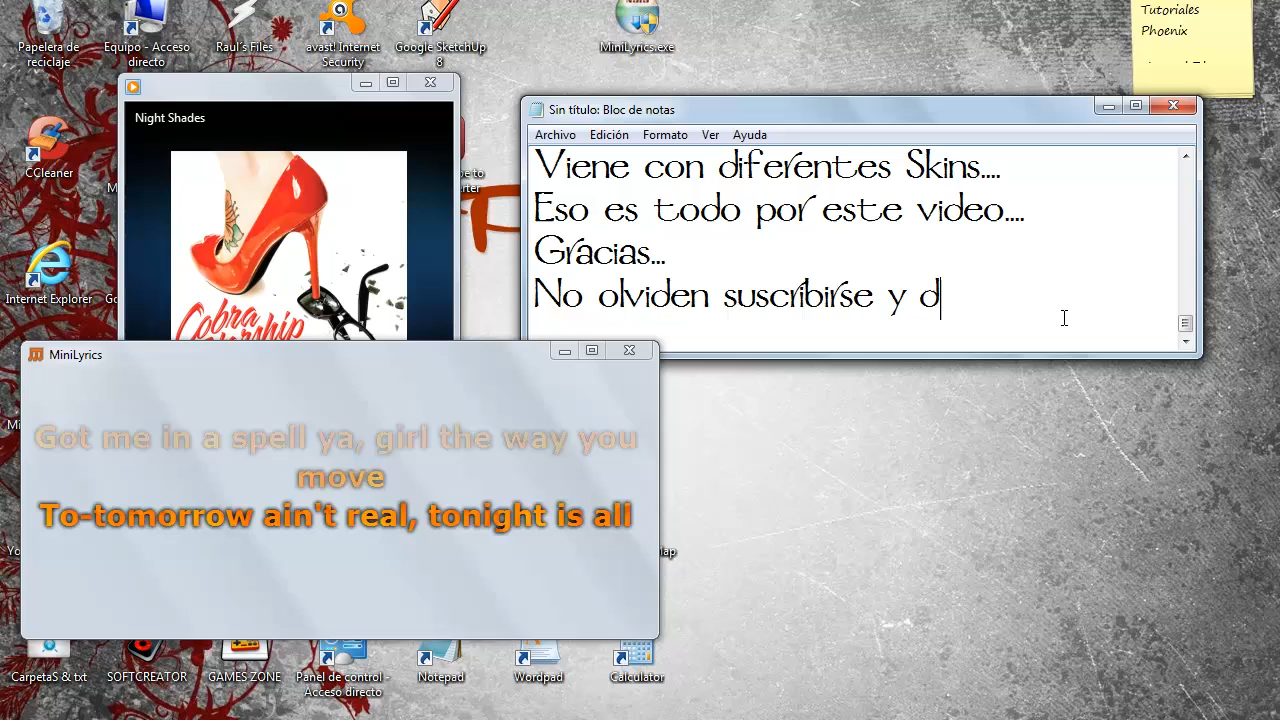 Papelera de
reciclaje
Equipo - Acceso
directo
Raul´s Files
avast! Internet
Security
Google SketchUp
8
MiniLyrics.exe
Tutoriales
Phoenix
CCleaner
Internet Explorer
Night Shades
Cobra
Sin título: Bloc de notas
Archivo Edición Formato Ver Ayuda
Viene con diferentes Skins....
Eso es todo por este video....
Gracias...
No olviden suscribirse y d
MiniLyrics
Got me in a spell ya, girl the way you
move
To-tomorrow ain't real, tonight is all
CarpetaS & txt
SOFTCREATOR
GAMES ZONE
Panel de control -
Acceso directo
Notepad
Wordpad
Calculator